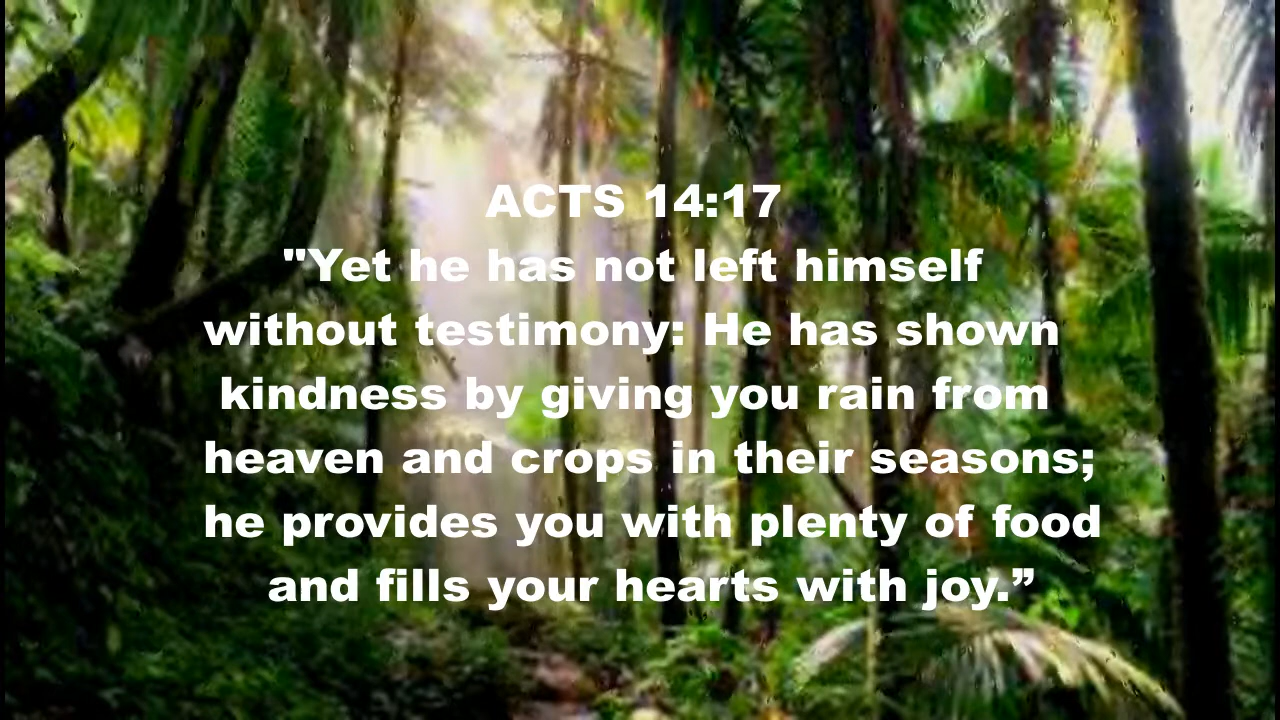 ACTS 14:17
"Yet he has not left himself
without testimony: He has shown
kindness by giving you rain from
heaven and crops in their seasons;
he provides you with plenty of food
and fills your hearts with joy.”